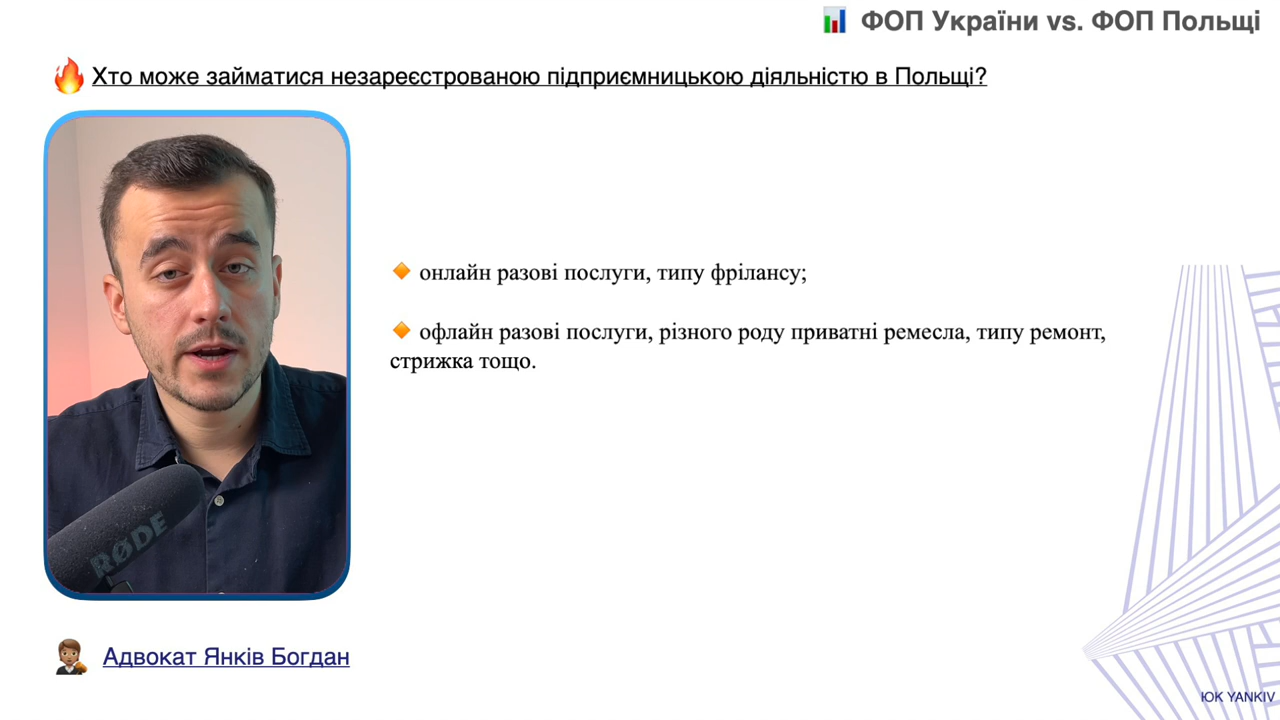 ФОП України vs. ФОП Польщі
Хто може займатися незареєстрованою підприємницькою діяльністю в Польщі?
онлайн разові послуги, типу фрілансу;
офлайн разові послуги, різного роду приватні ремесла, типу ремонт,
стрижка тощо.
RØDE
Адвокат Янків Богдан
ЮК YANKIV